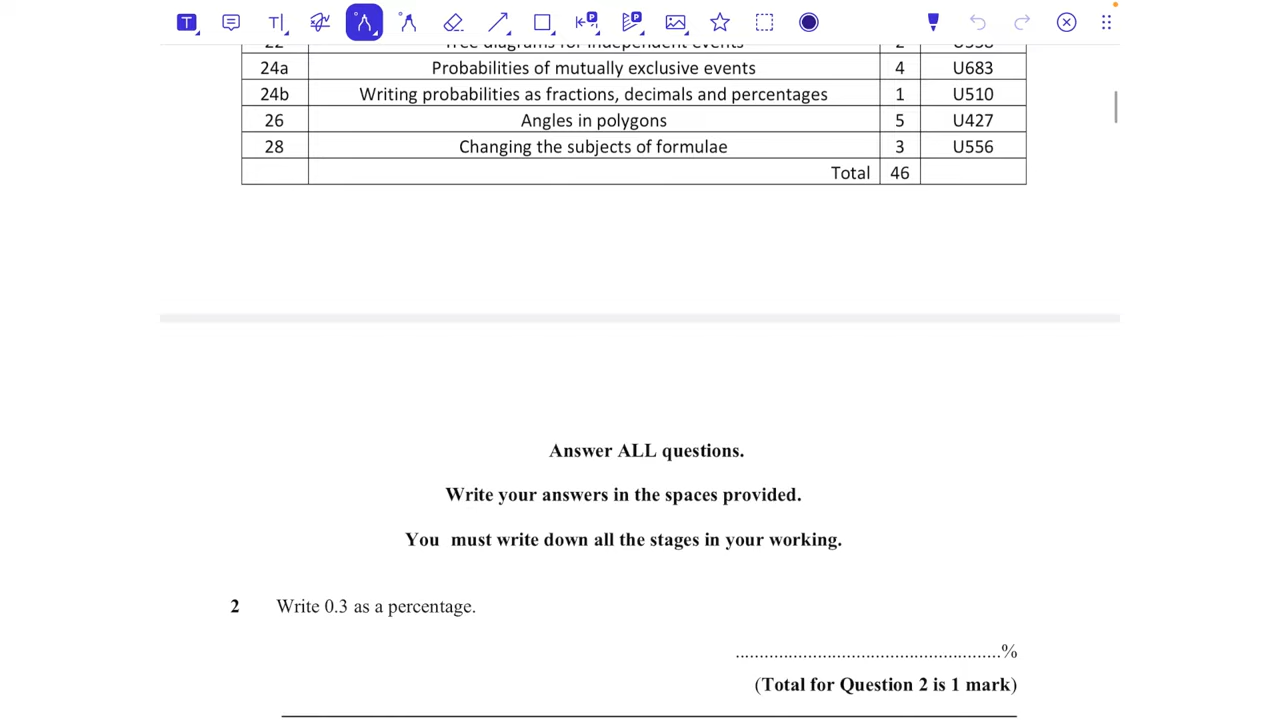 24a Probabilities of mutually exclusive events 4 U683
24b Writing probabilities as fractions, decimals and percentages 1 U510
26 Angles in polygons 5 U427
28 Changing the subjects of formulae 3 U556
Total 46
Answer ALL questions.
Write your answers in the spaces provided.
You must write down all the stages in your working.
2 Write 0.3 as a percentage.
........................................................%
(Total for Question 2 is 1 mark)